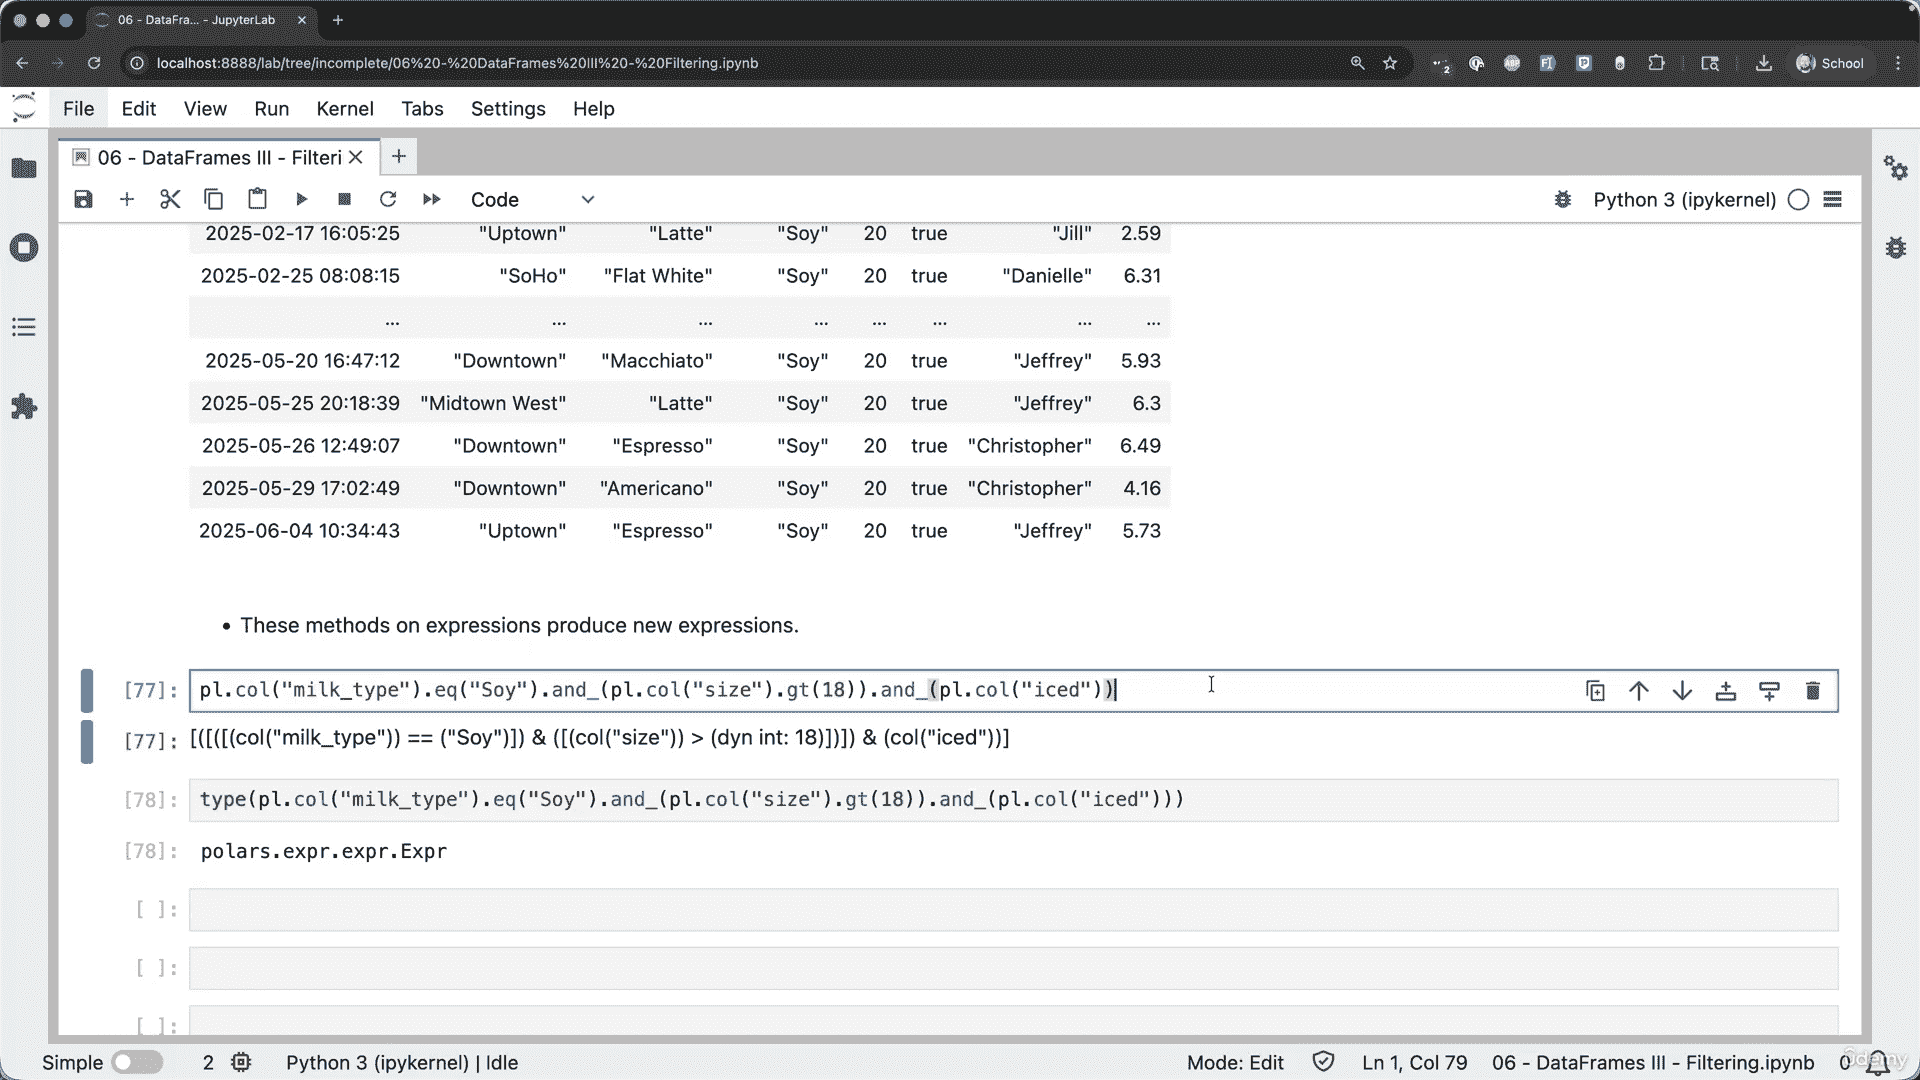 06 - DataFra... - JupyterLab
localhost:8888/lab/tree/incomplete/06%20-%20DataFrames%20III%20-%20Filtering.ipynb
2
School
File Edit View Run Kernel Tabs Settings Help
06 - DataFrames III - Filteri
Code
Python 3 (ipykernel)
2025-02-17 16:05:25 "Uptown" "Latte" "Soy" 20 true "Jill" 2.59
2025-02-25 08:08:15 "SoHo" "Flat White" "Soy" 20 true "Danielle" 6.31
... ... ... ... ... ... ... ...
2025-05-20 16:47:12 "Downtown" "Macchiato" "Soy" 20 true "Jeffrey" 5.93
2025-05-25 20:18:39 "Midtown West" "Latte" "Soy" 20 true "Jeffrey" 6.3
2025-05-26 12:49:07 "Downtown" "Espresso" "Soy" 20 true "Christopher" 6.49
2025-05-29 17:02:49 "Downtown" "Americano" "Soy" 20 true "Christopher" 4.16
2025-06-04 10:34:43 "Uptown" "Espresso" "Soy" 20 true "Jeffrey" 5.73
• These methods on expressions produce new expressions.
[77]: pl.col("milk_type").eq("Soy").and_(pl.col("size").gt(18)).and_(pl.col("iced"))
[77]: [([([(col("milk_type")) == ("Soy")]) & ([(col("size")) > (dyn int: 18)])]) & (col("iced"))]
[78]: type(pl.col("milk_type").eq("Soy").and_(pl.col("size").gt(18)).and_(pl.col("iced")))
[78]: polars.expr.expr.Expr
[ ]:
[ ]:
[ ]:
Simple 2 Python 3 (ipykernel) | Idle Mode: Edit Ln 1, Col 79 06 - DataFrames III - Filtering.ipynb 0
Udemy